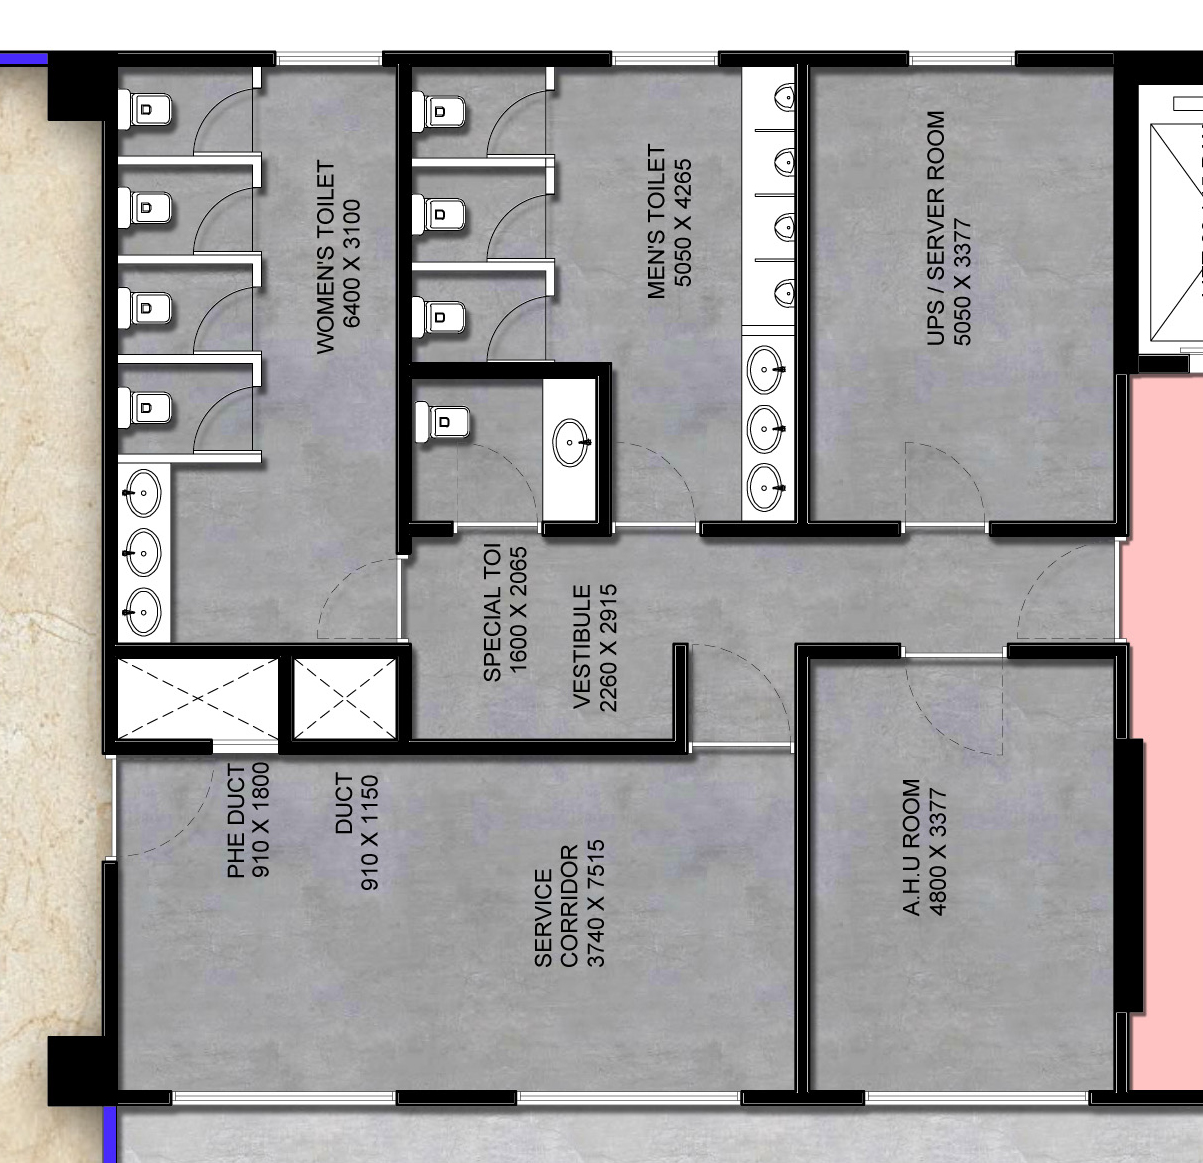 WOMEN'S TOILET
6400 X 3100
MEN'S TOILET
5050 X 4265
UPS / SERVER ROOM
5050 X 3377
SPECIAL TOI
1600 X 2065
VESTIBULE
2260 X 2915
PHE DUCT
910 X 1800
DUCT
910 X 1150
SERVICE
CORRIDOR
3740 X 7515
A.H.U ROOM
4800 X 3377